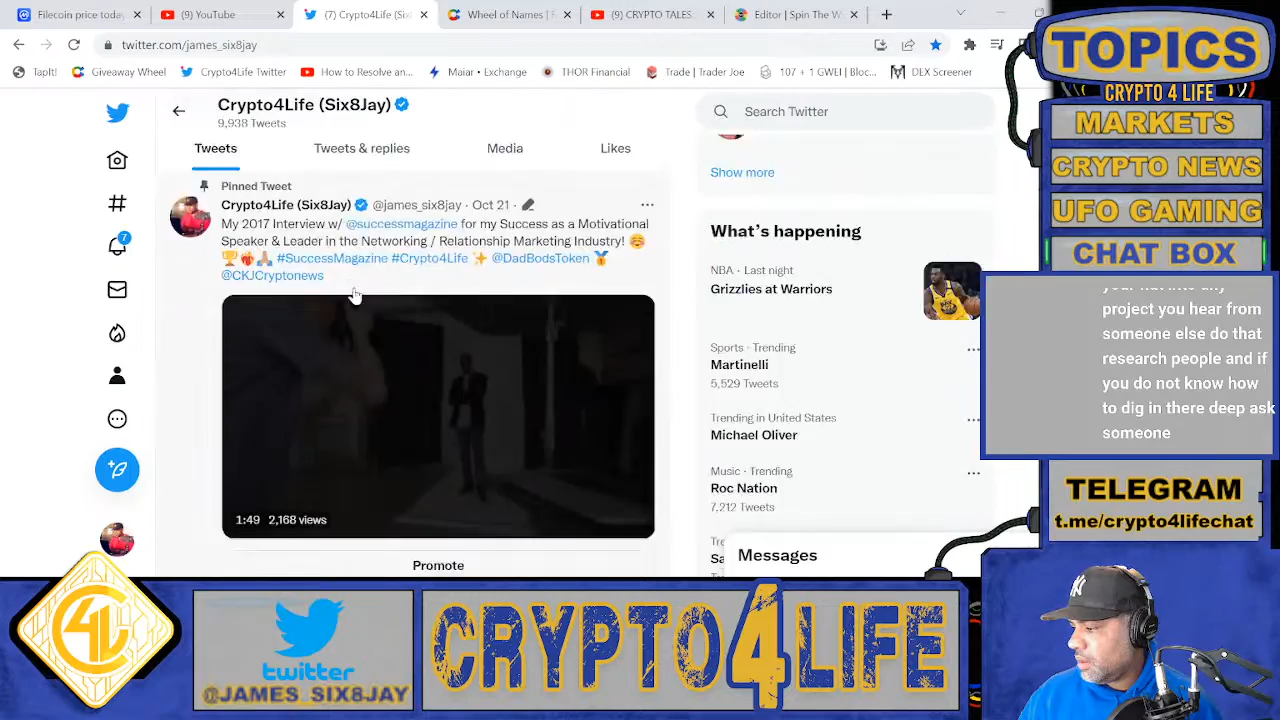 Filecoin price today
(9) YouTube
(7) Crypto4Life (Six
Wheel of Names | F
(9) CRYPTO TALES
Editor | Spin The W
twitter.com/james_six8jay
TapIt!
Giveaway Wheel
Crypto4Life Twitter
How to Resolve an...
Maiar • Exchange
THOR Financial
Trade | Trader Joe
107 ÷ 1 GWEI | Bloc...
DEX Screener
Crypto4Life (Six8Jay)
9,938 Tweets
Search Twitter
Tweets
Tweets & replies
Media
Likes
Show more
Pinned Tweet
Crypto4Life (Six8Jay) @james_six8jay · Oct 21
My 2017 Interview w/ @successmagazine for my Success as a Motivational
Speaker & Leader in the Networking / Relationship Marketing Industry!
#SuccessMagazine #Crypto4Life @DadBodsToken
@CKJCryptonews
1:49 2,168 views
Promote
7
What's happening
NBA · Last night
Grizzlies at Warriors
Sports · Trending
Martinelli
5,529 Tweets
Trending in United States
Michael Oliver
Music · Trending
Roc Nation
7,212 Tweets
Messages
TOPICS
CRYPTO 4 LIFE
MARKETS
CRYPTO NEWS
UFO GAMING
CHAT BOX
project you hear from
someone else do that
research people and if
you do not know how
to dig in there deep ask
someone
TELEGRAM
t.me/crypto4lifechat
C4L
twitter
@JAMES_SIX8JAY
CRYPTO4LIFE
NY